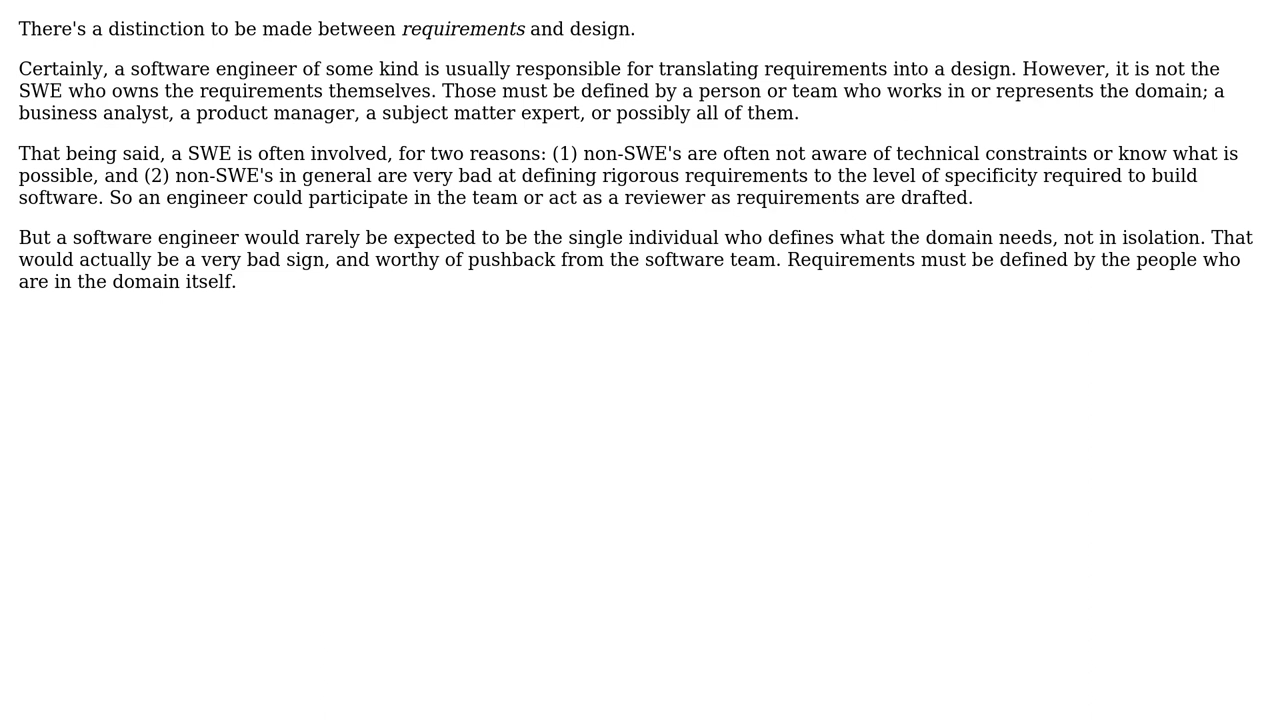 There's a distinction to be made between requirements and design.
Certainly, a software engineer of some kind is usually responsible for translating requirements into a design. However, it is not the
SWE who owns the requirements themselves. Those must be defined by a person or team who works in or represents the domain; a
business analyst, a product manager, a subject matter expert, or possibly all of them.
That being said, a SWE is often involved, for two reasons: (1) non-SWE's are often not aware of technical constraints or know what is
possible, and (2) non-SWE's in general are very bad at defining rigorous requirements to the level of specificity required to build
software. So an engineer could participate in the team or act as a reviewer as requirements are drafted.
But a software engineer would rarely be expected to be the single individual who defines what the domain needs, not in isolation. That
would actually be a very bad sign, and worthy of pushback from the software team. Requirements must be defined by the people who
are in the domain itself.